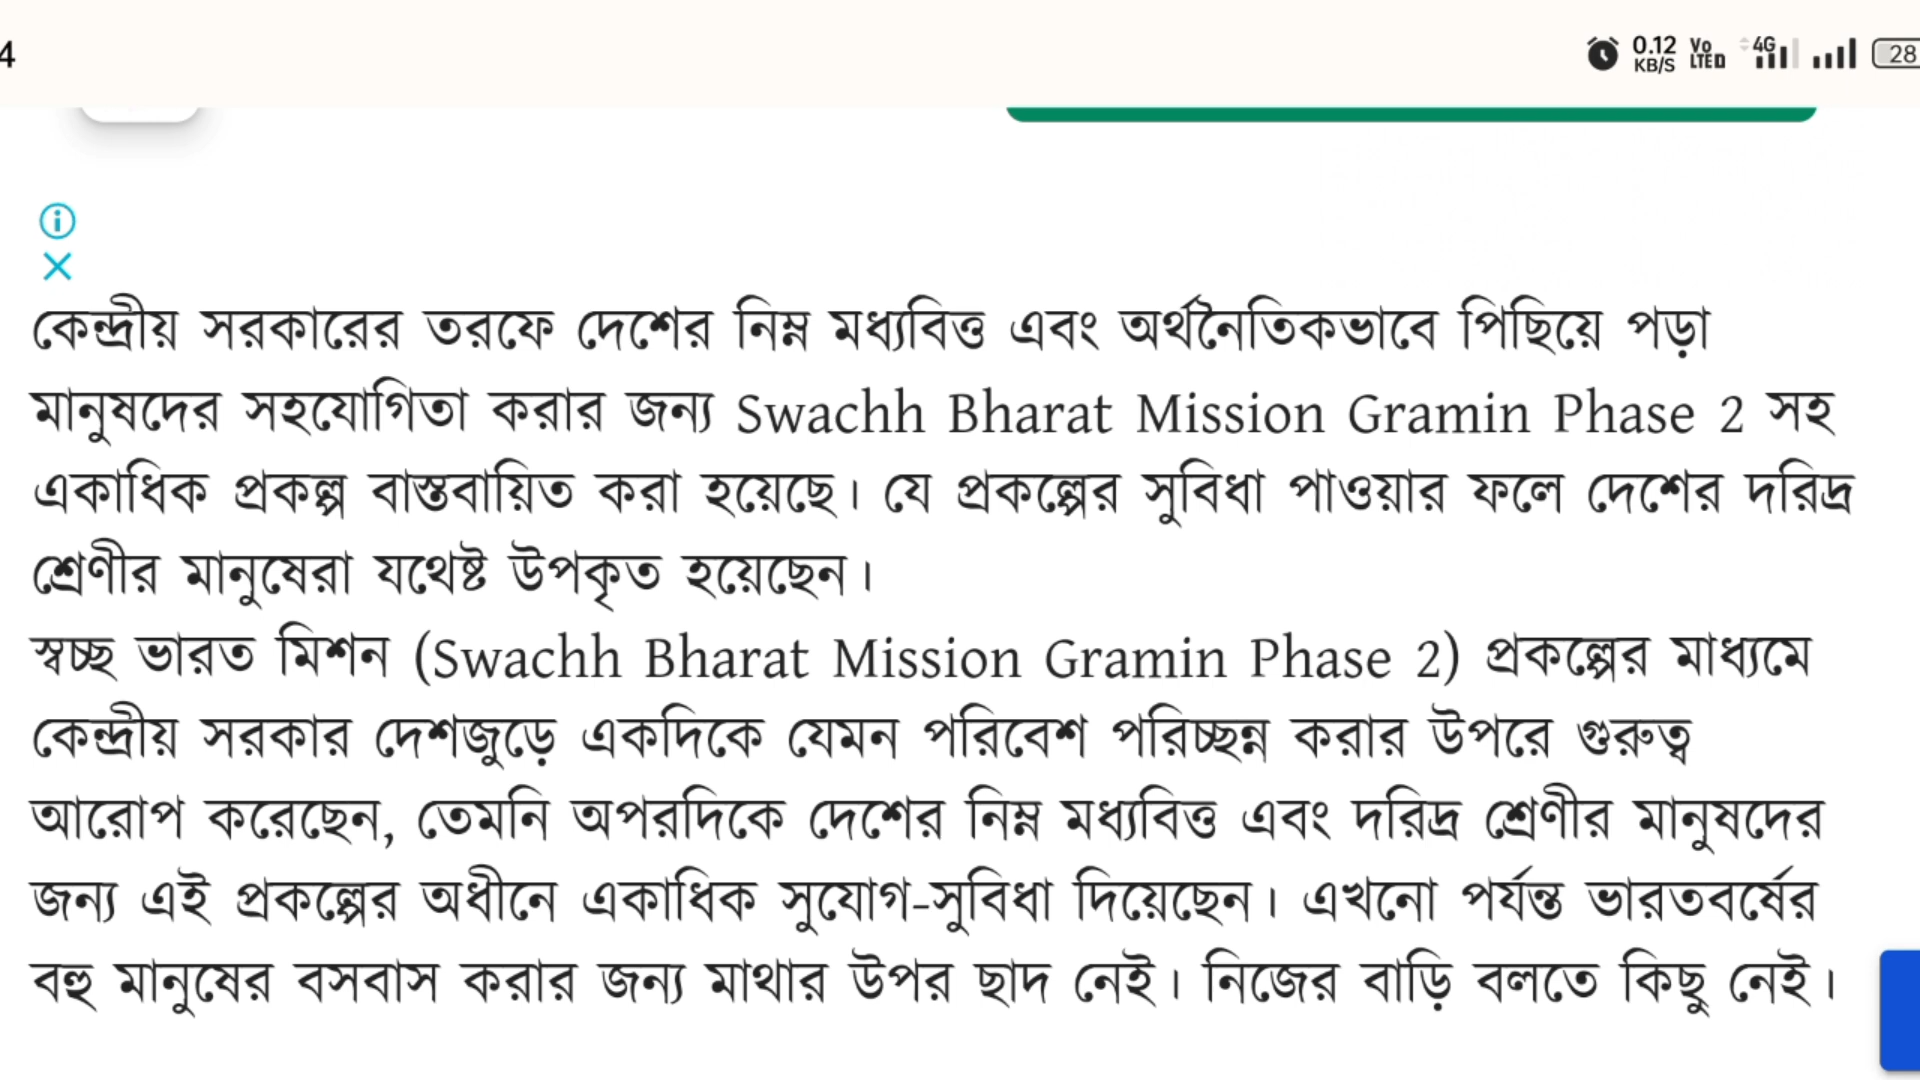 4
0.12 KB/S Vo LTE 4G 28
কেন্দ্রীয় সরকারের তরফে দেশের নিম্ন মধ্যবিত্ত এবং অর্থনৈতিকভাবে পিছিয়ে পড়া
মানুষদের সহযোগিতা করার জন্য Swachh Bharat Mission Gramin Phase 2 সহ
একাধিক প্রকল্প বাস্তবায়িত করা হয়েছে। যে প্রকল্পের সুবিধা পাওয়ার ফলে দেশের দরিদ্র
শ্রেণীর মানুষেরা যথেষ্ট উপকৃত হয়েছেন।
স্বচ্ছ ভারত মিশন (Swachh Bharat Mission Gramin Phase 2) প্রকল্পের মাধ্যমে
কেন্দ্রীয় সরকার দেশজুড়ে একদিকে যেমন পরিবেশ পরিচ্ছন্ন করার উপরে গুরুত্ব
আরোপ করেছেন, তেমনি অপরদিকে দেশের নিম্ন মধ্যবিত্ত এবং দরিদ্র শ্রেণীর মানুষদের
জন্য এই প্রকল্পের অধীনে একাধিক সুযোগ-সুবিধা দিয়েছেন। এখনো পর্যন্ত ভারতবর্ষের
বহু মানুষের বসবাস করার জন্য মাথার উপর ছাদ নেই। নিজের বাড়ি বলতে কিছু নেই।